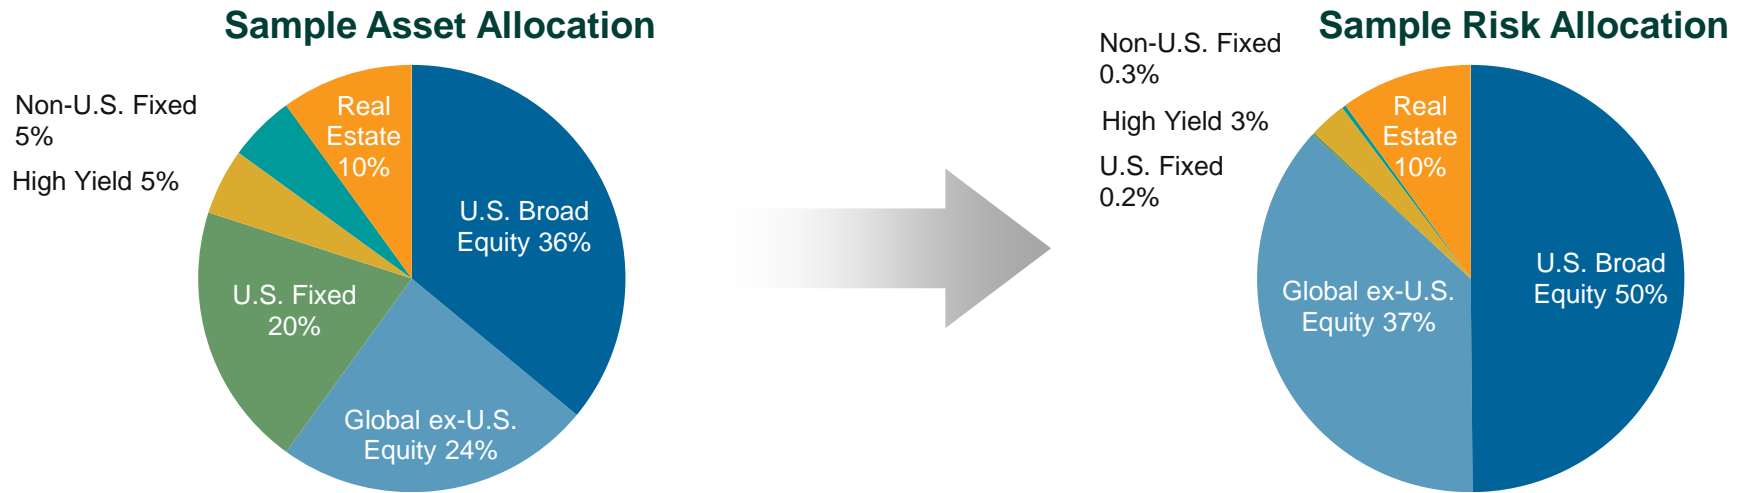 Sample Asset Allocation
Non-U.S. Fixed
5%
High Yield 5%
Real
Estate
10%
U.S. Broad
Equity 36%
U.S. Fixed
20%
Global ex-U.S.
Equity 24%
Sample Risk Allocation
Non-U.S. Fixed
0.3%
High Yield 3%
U.S. Fixed
0.2%
Real
Estate
10%
U.S. Broad
Equity 50%
Global ex-U.S.
Equity 37%